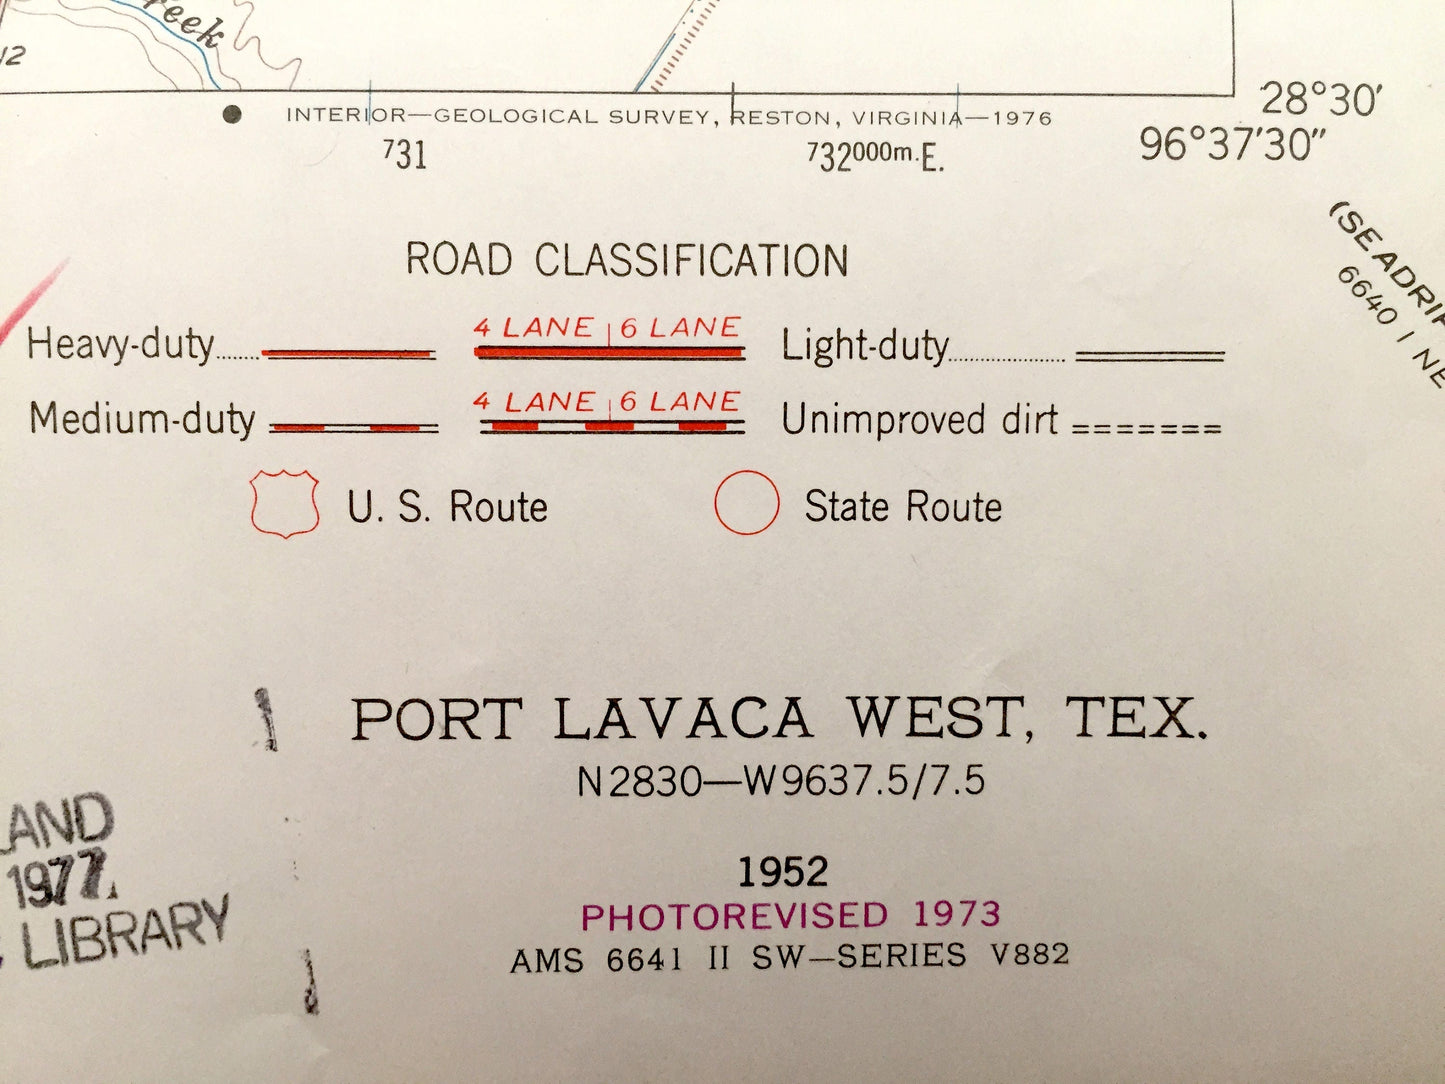 12
INTERIOR—GEOLOGICAL SURVEY, RESTON, VIRGINIA—1976
28°30′
731
732000m.E.
96°37′30″
6640 I NE
ROAD CLASSIFICATION
Heavy-duty
4 LANE 6 LANE
Light-duty
Medium-duty
4 LANE 6 LANE
Unimproved dirt
U. S. Route
State Route
PORT LAVACA WEST, TEX.
N2830—W9637.5/7.5
AND
1977
LIBRARY
1952
PHOTOREVISED 1973
AMS 6641 II SW—SERIES V882